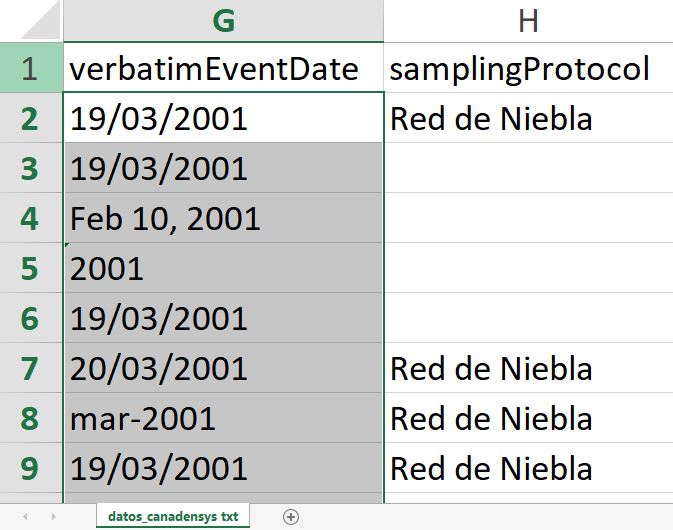 G H
1 verbatimEventDate samplingProtocol
2 19/03/2001 Red de Niebla
3 19/03/2001
4 Feb 10, 2001
5 2001
6 19/03/2001
7 20/03/2001 Red de Niebla
8 mar-2001 Red de Niebla
9 19/03/2001 Red de Niebla
datos_canadensys txt